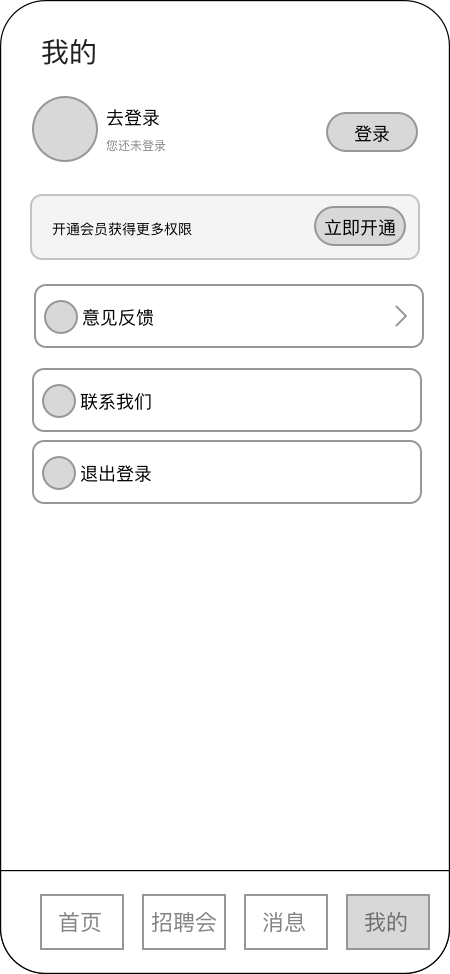 我的
去登录
您还未登录
登录
开通会员获得更多权限
立即开通
意见反馈
联系我们
退出登录
首页
招聘会
消息
我的